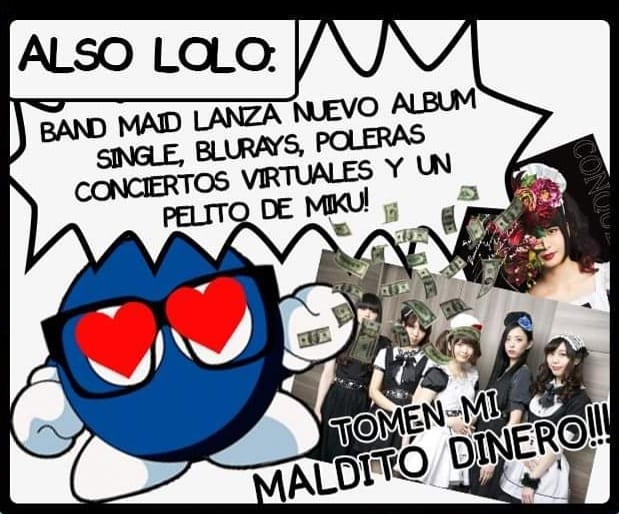 ALSO LOLO:
BAND MAID LANZA NUEVO ALBUM
SINGLE, BLURAYS, POLERAS
CONCIERTOS VIRTUALES Y UN
PELITO DE MIKU!
TOMEN MI
MALDITO DINERO!!!